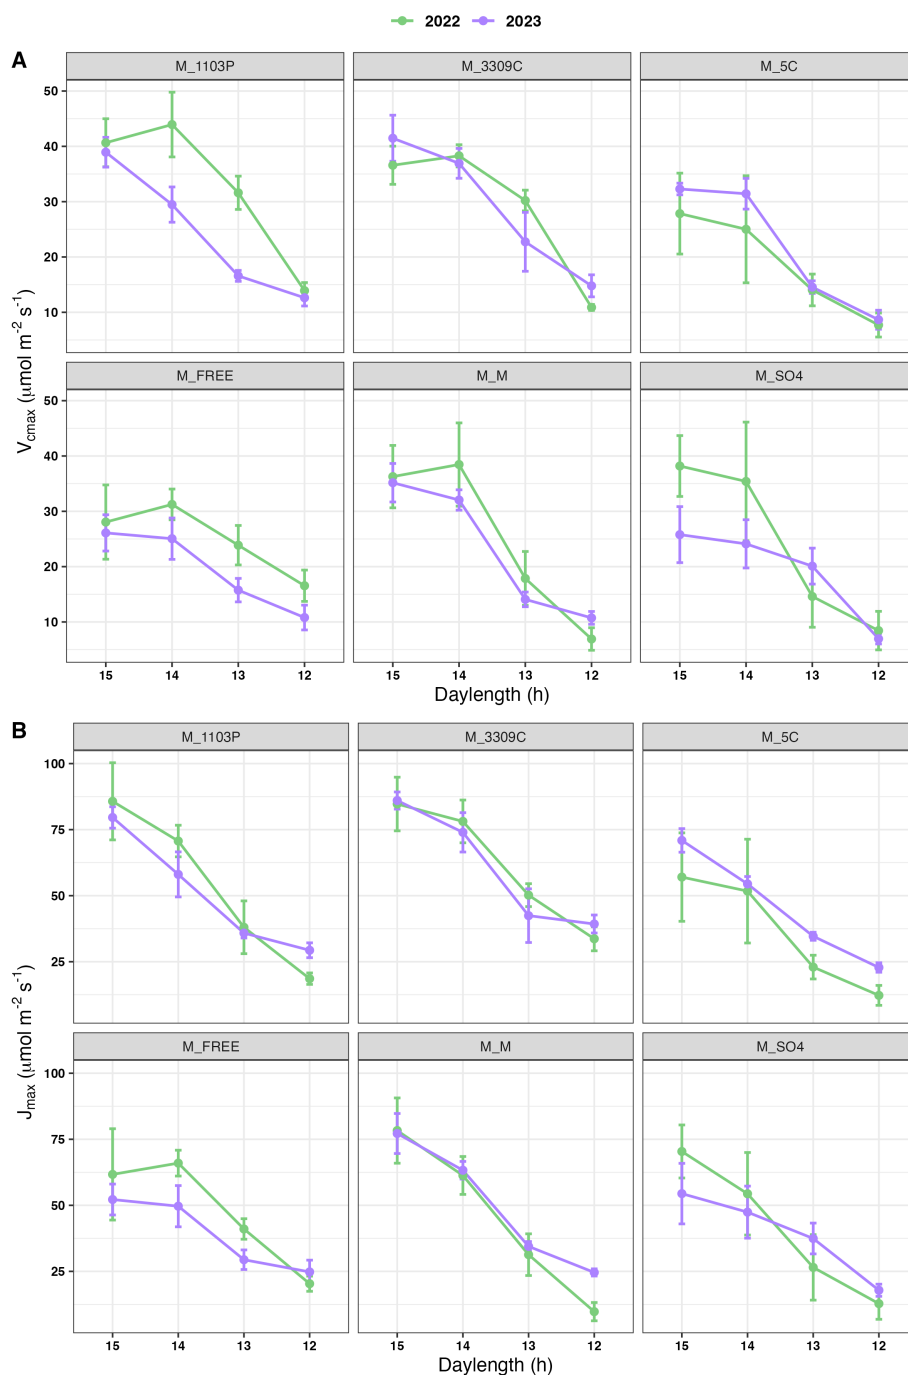 2022 2023
A
M_1103P M_3309C M_5C
50
40
30
20
10
M_FREE M_M M_SO4
50
40
30
20
10
Vcmax (μmol m⁻² s⁻¹)
15 14 13 12 15 14 13 12 15 14 13 12
Daylength (h)
B
M_1103P M_3309C M_5C
100
75
50
25
M_FREE M_M M_SO4
100
75
50
25
Jmax (μmol m⁻² s⁻¹)
15 14 13 12 15 14 13 12 15 14 13 12
Daylength (h)